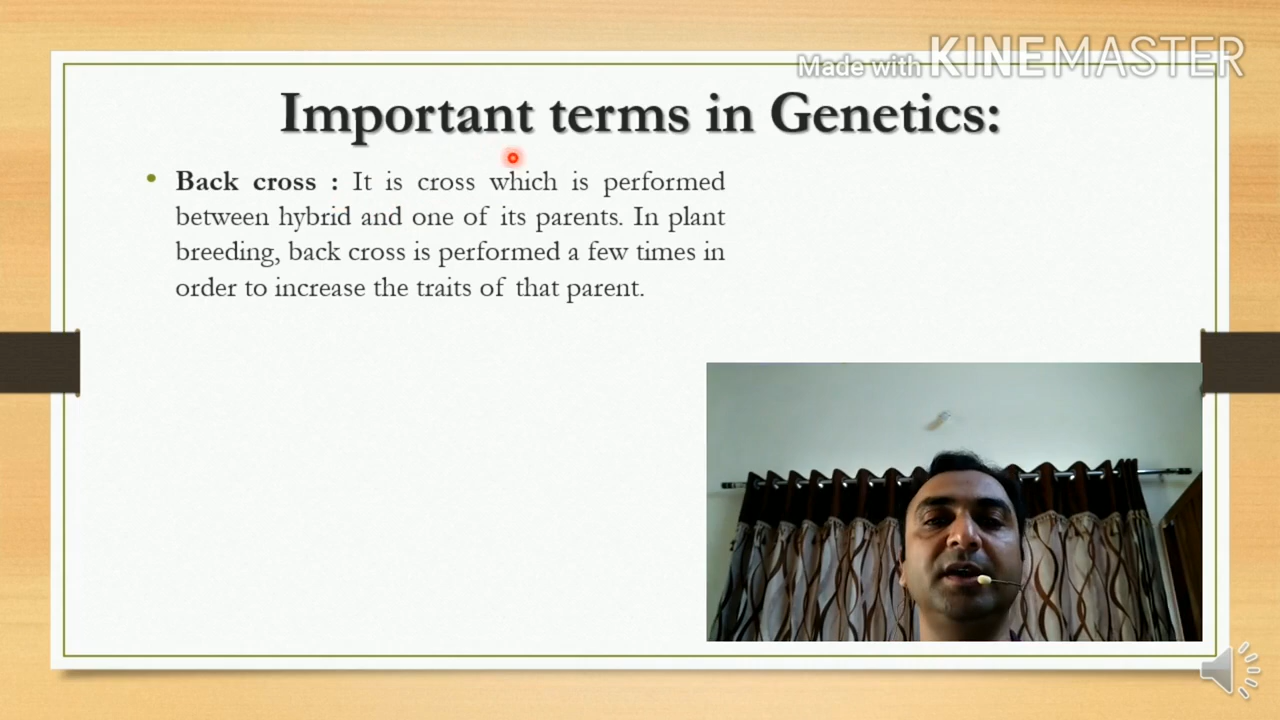 Made with KINEMASTER
Important terms in Genetics:
• Back cross : It is cross which is performed
between hybrid and one of its parents. In plant
breeding, back cross is performed a few times in
order to increase the traits of that parent.